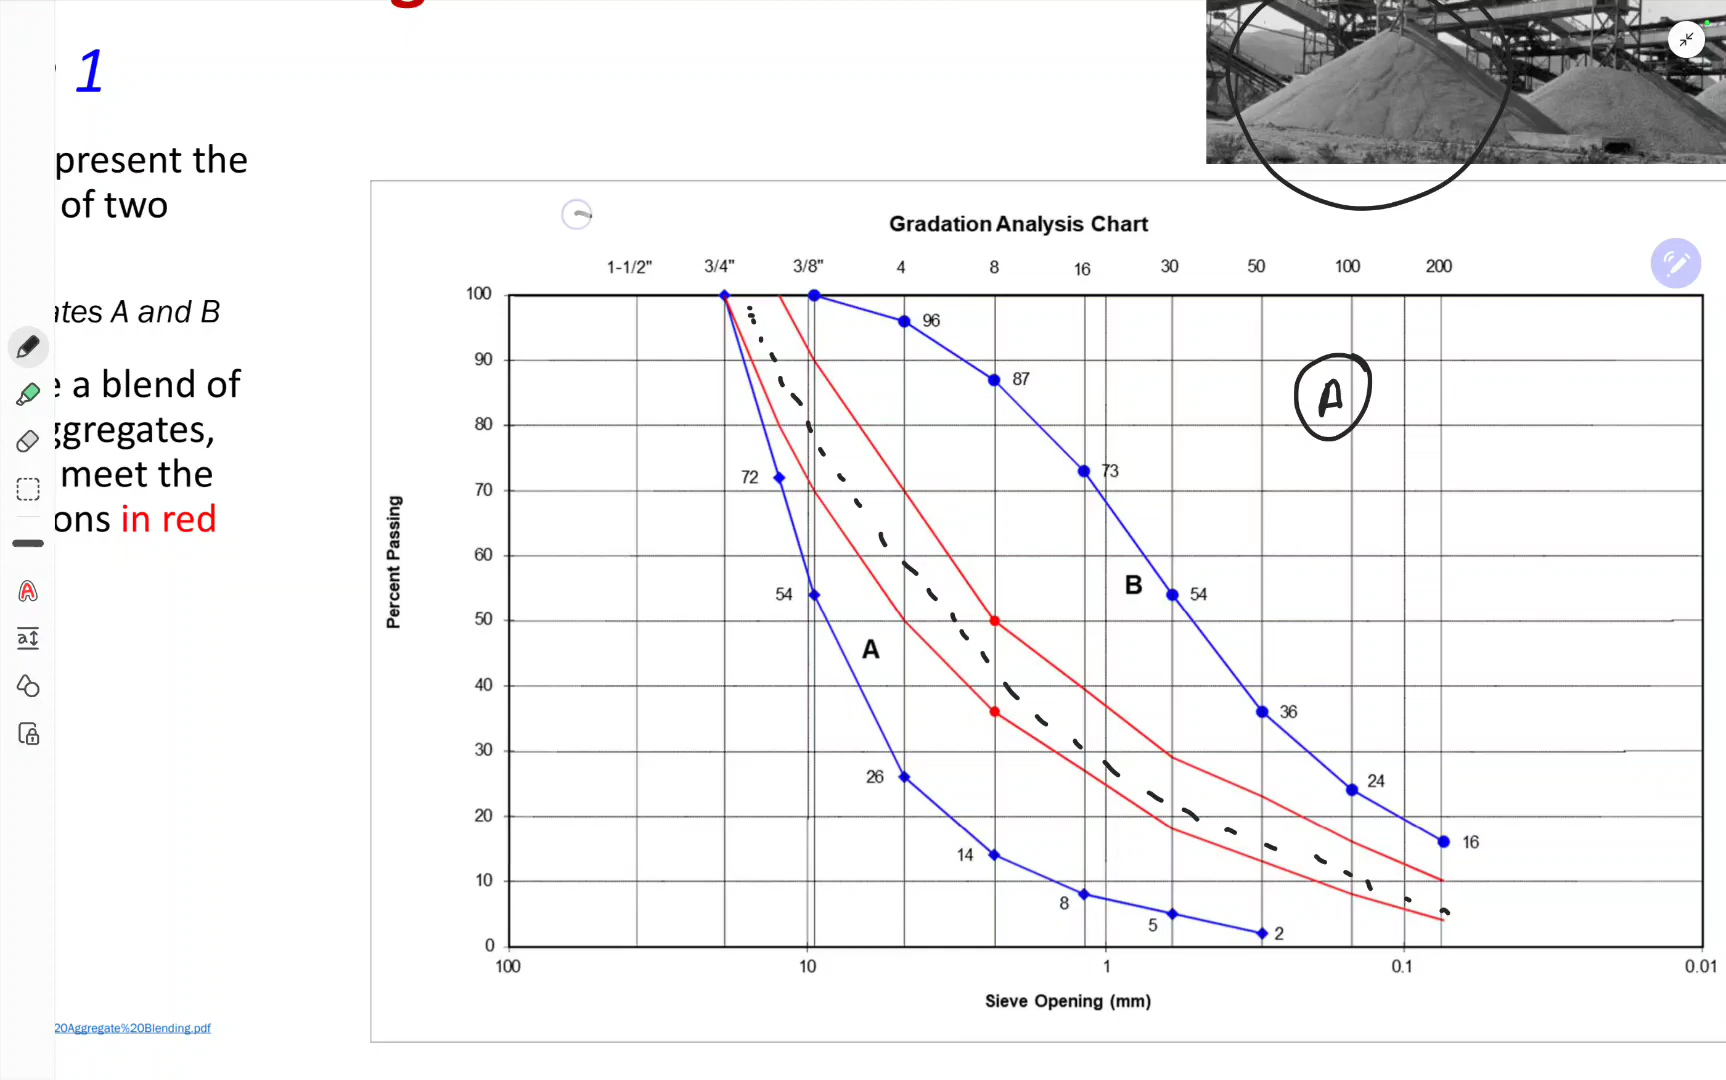 1
present the
of two
ates A and B
e a blend of
ggregates,
meet the
ons in red
20Aggregate%20Blending.pdf
Gradation Analysis Chart
1-1/2" 3/4" 3/8" 4 8 16 30 50 100 200
100
90
80
70
60
50
40
30
20
10
0
Percent Passing
96
87
73
54
36
24
16
B
A
72
54
26
14
8
5
2
A
100 10 1 0.1 0.01
Sieve Opening (mm)